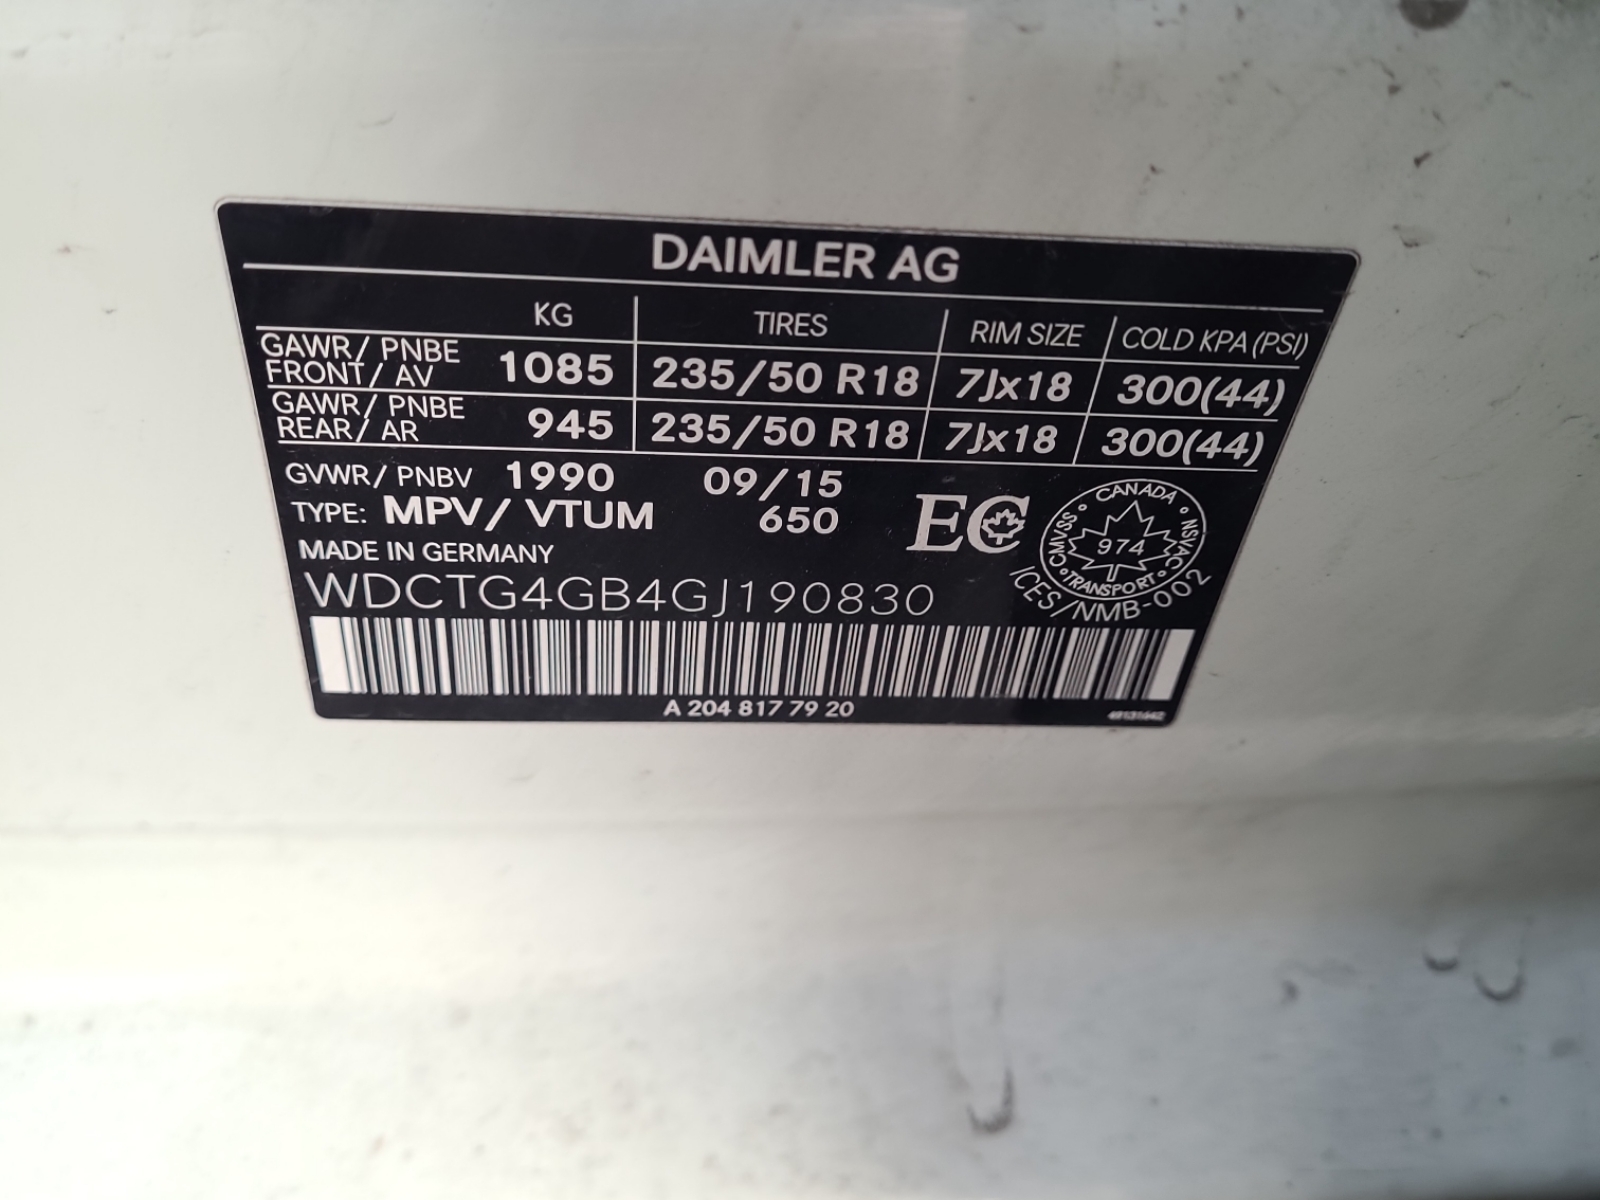 DAIMLER AG
KG TIRES RIM SIZE COLD KPA (PSI)
GAWR/ PNBE FRONT/ AV 1085 235/50 R18 7Jx18 300(44)
GAWR/ PNBE REAR/ AR 945 235/50 R18 7Jx18 300(44)
GVWR/ PNBV 1990 09/15
TYPE: MPV/ VTUM 650
EC
CANADA
CMVSS NSVAC
974
TRANSPORT
ICES/NMB-002
MADE IN GERMANY
WDCTG4GB4GJ190830
A 204 817 79 20